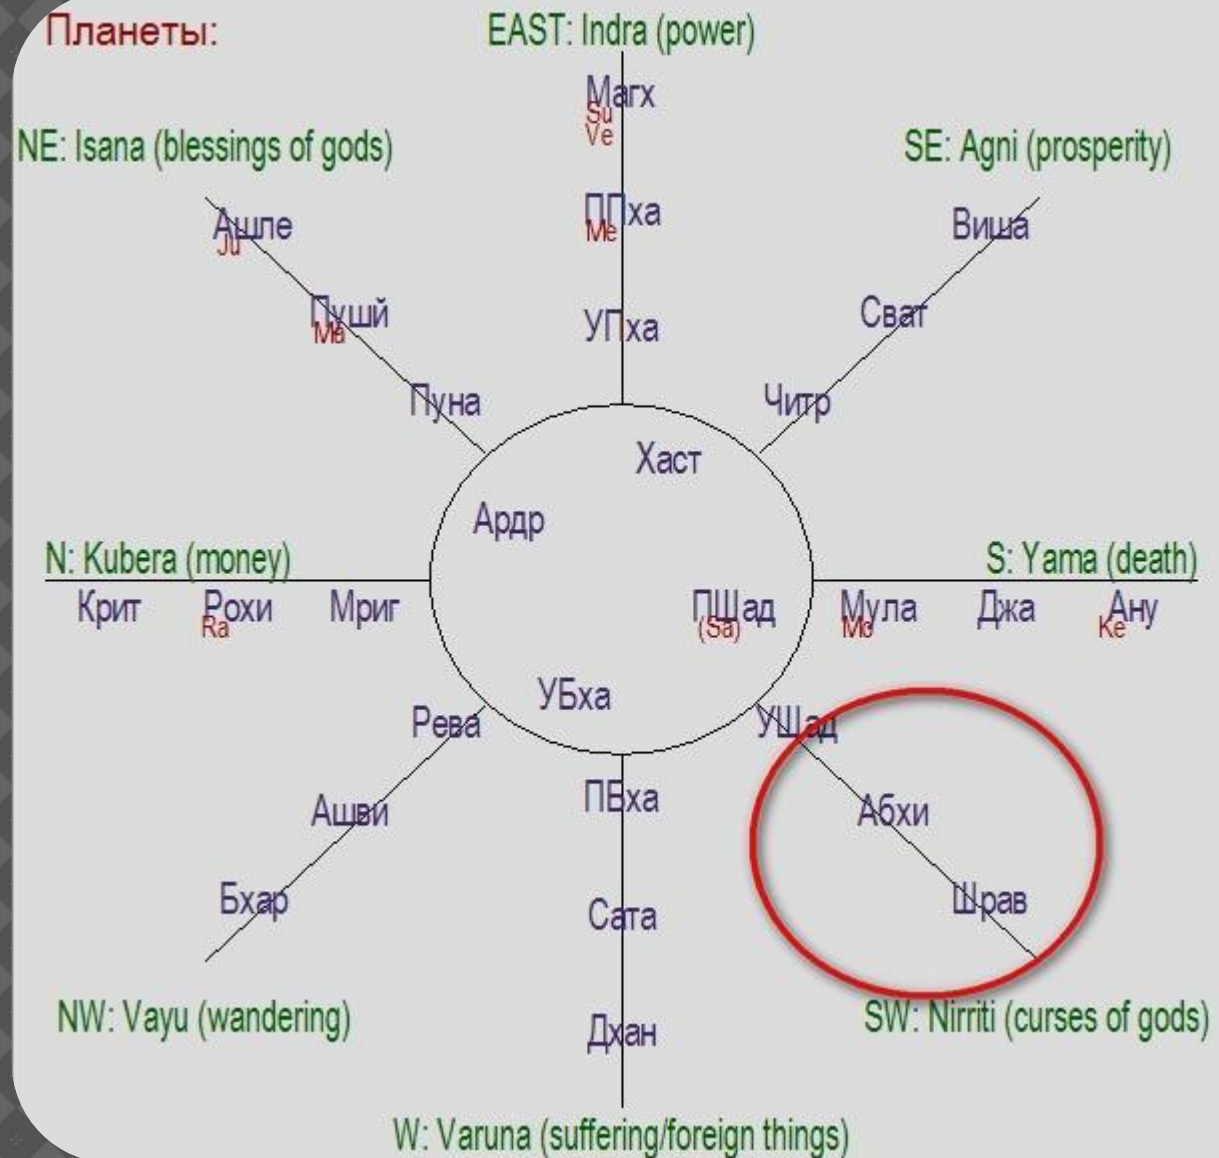 Планеты:
EAST: Indra (power)
Магх
Su
Ve
NE: Isana (blessings of gods)
SE: Agni (prosperity)
Ашле
Ju
ППха
Me
Виша
Пушй
Ma
УПха
Сват
Пуна
Читр
Хаст
Ардр
N: Kubera (money)
S: Yama (death)
Крит Рохи Мриг
Ra
ПШад Мула Джа Ану
(Sa) Mo Ke
УБха
Рева
УШад
ПБха
Ашви
Абхи
Бхар
Сата
Шрав
NW: Vayu (wandering)
Дхан
SW: Nirriti (curses of gods)
W: Varuna (suffering/foreign things)